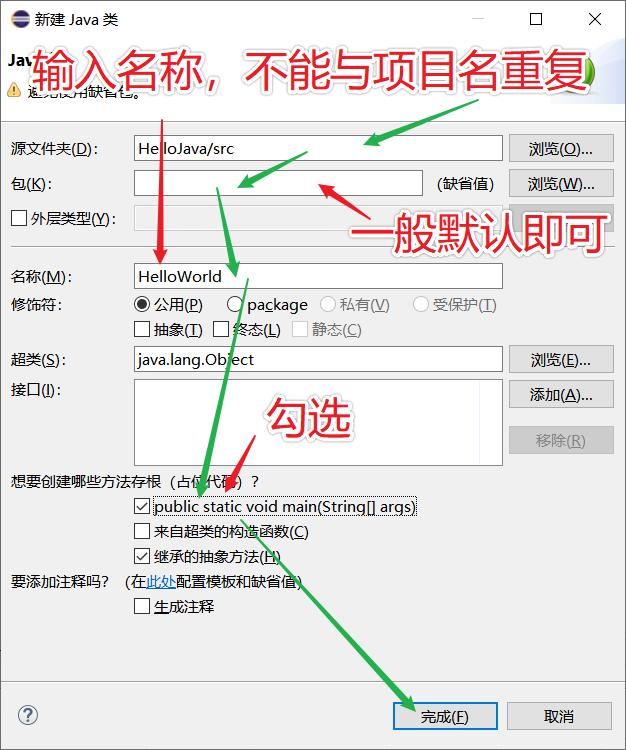 新建 Java 类
Java
输入名称，不能与项目名重复
避免使用缺省包。
源文件夹(D):
HelloJava/src
浏览(O)...
包(K):
(缺省值)
浏览(W)...
外层类型(Y):
一般默认即可
名称(M):
HelloWorld
修饰符:
公用(P)
package
私有(V)
受保护(T)
抽象(T)
终态(L)
静态(C)
超类(S):
java.lang.Object
浏览(E)...
接口(I):
添加(A)...
勾选
移除(R)
想要创建哪些方法存根（占位代码）?
public static void main(String[] args)
来自超类的构造函数(C)
继承的抽象方法(H)
要添加注释吗? （在此处配置模板和缺省值）
生成注释
?
完成(F)
取消